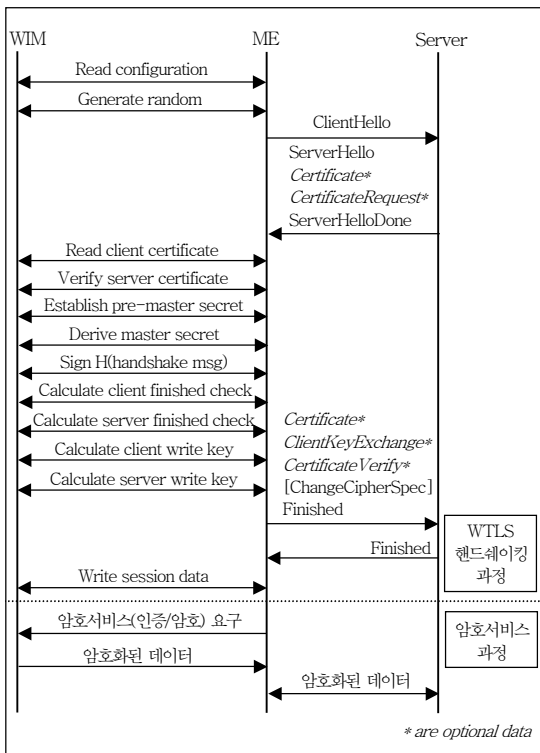 WIM ME Server
Read configuration
Generate random
ClientHello
ServerHello
Certificate*
CertificateRequest*
ServerHelloDone
Read client certificate
Verify server certificate
Establish pre-master secret
Derive master secret
Sign H(handshake msg)
Calculate client finished check
Calculate server finished check
Calculate client write key
Calculate server write key
Certificate*
ClientKeyExchange*
CertificateVerify*
[ChangeCipherSpec]
Finished
Finished
WTLS
핸드쉐이킹
과정
Write session data
암호서비스(인증/암호) 요구
암호화된 데이터
암호화된 데이터
암호서비스
과정
* are optional data